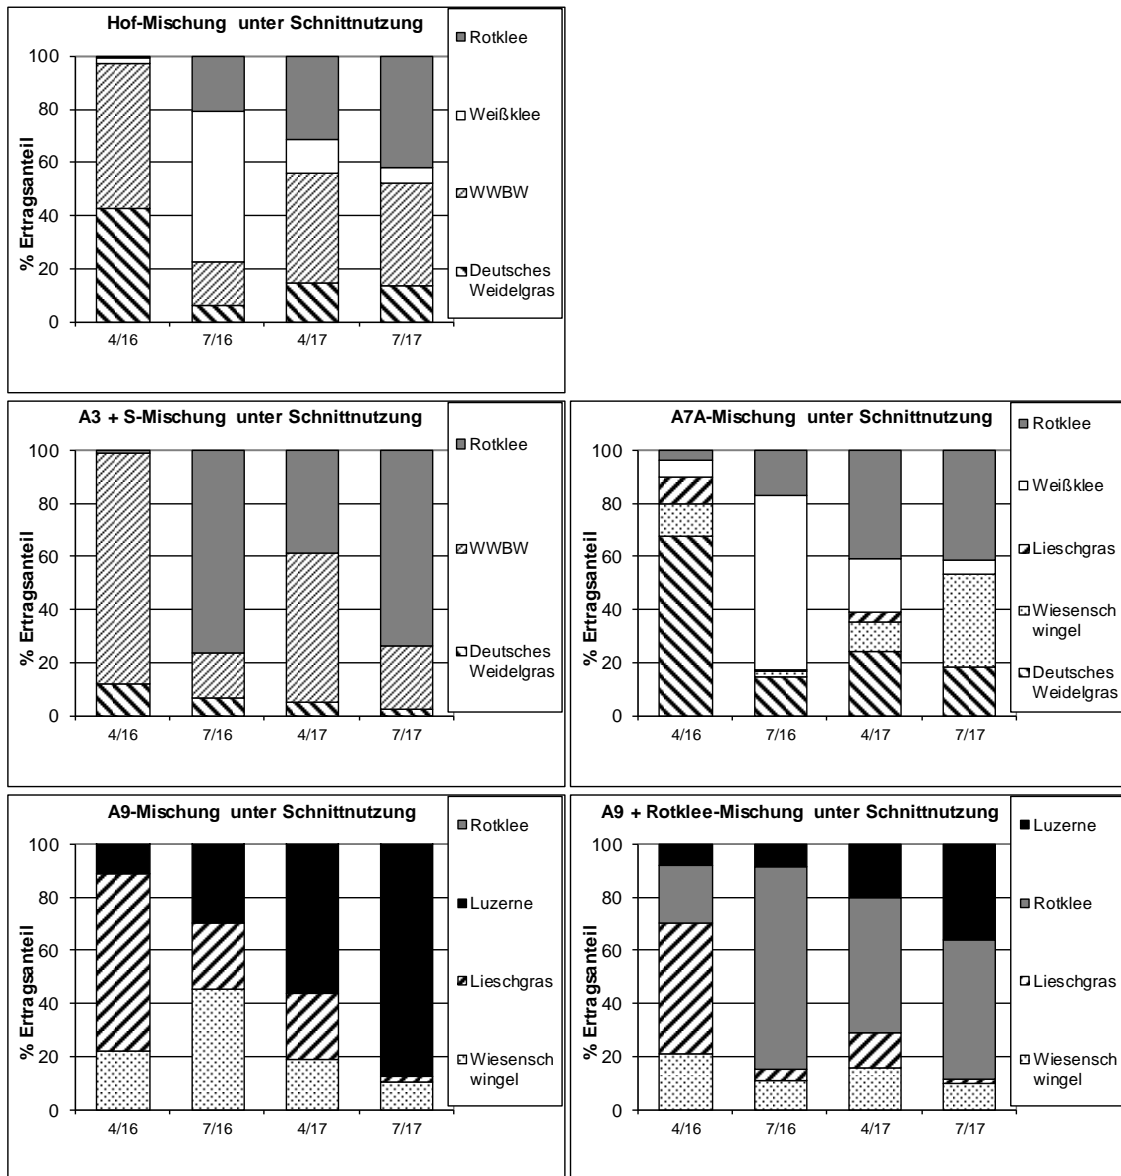 Hof-Mischung unter Schnittnutzung
% Ertragsanteil
100
80
60
40
20
0
4/16 7/16 4/17 7/17
Rotklee
Weißklee
WWBW
Deutsches
Weidelgras
A3 + S-Mischung unter Schnittnutzung
% Ertragsanteil
100
80
60
40
20
0
4/16 7/16 4/17 7/17
Rotklee
WWBW
Deutsches
Weidelgras
A7A-Mischung unter Schnittnutzung
% Ertragsanteil
100
80
60
40
20
0
4/16 7/16 4/17 7/17
Rotklee
Weißklee
Lieschgras
Wiesensch
wingel
Deutsches
Weidelgras
A9-Mischung unter Schnittnutzung
% Ertragsanteil
100
80
60
40
20
0
4/16 7/16 4/17 7/17
Rotklee
Luzerne
Lieschgras
Wiesensch
wingel
A9 + Rotklee-Mischung unter Schnittnutzung
% Ertragsanteil
100
80
60
40
20
0
4/16 7/16 4/17 7/17
Luzerne
Rotklee
Lieschgras
Wiesensch
wingel